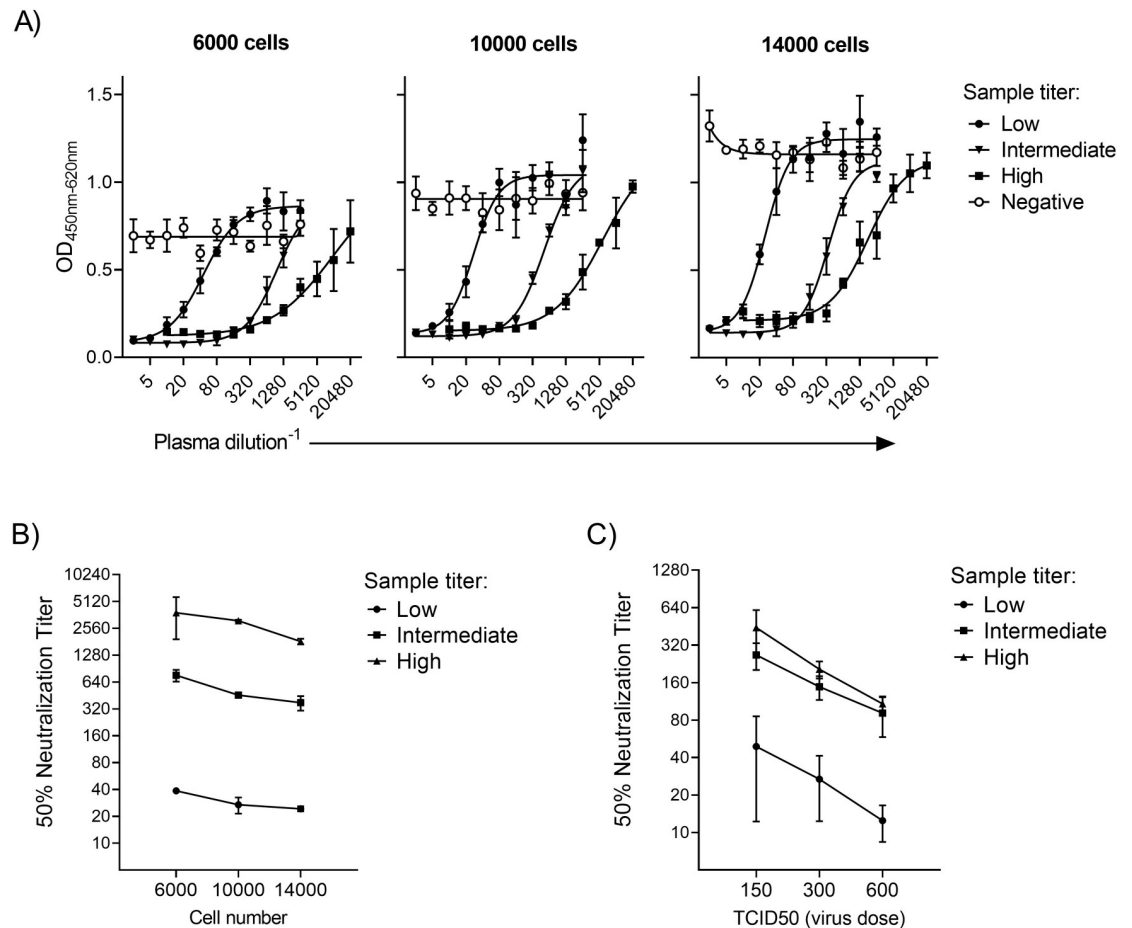 A)
6000 cells
10000 cells
14000 cells
OD450nm-620nm
1.5
1.0
0.5
0.0
5
20
80
320
1280
5120
20480
5
20
80
320
1280
5120
20480
5
20
80
320
1280
5120
20480
Sample titer:
Low
Intermediate
High
Negative
Plasma dilution-1
B)
50% Neutralization Titer
10240
5120
2560
1280
640
320
160
80
40
20
10
6000
10000
14000
Cell number
Sample titer:
Low
Intermediate
High
C)
50% Neutralization Titer
1280
640
320
160
80
40
20
10
150
300
600
TCID50 (virus dose)
Sample titer:
Low
Intermediate
High